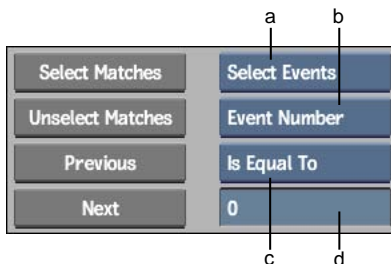 a b
Select Matches Select Events
Unselect Matches Event Number
Previous Is Equal To
Next 0
c d